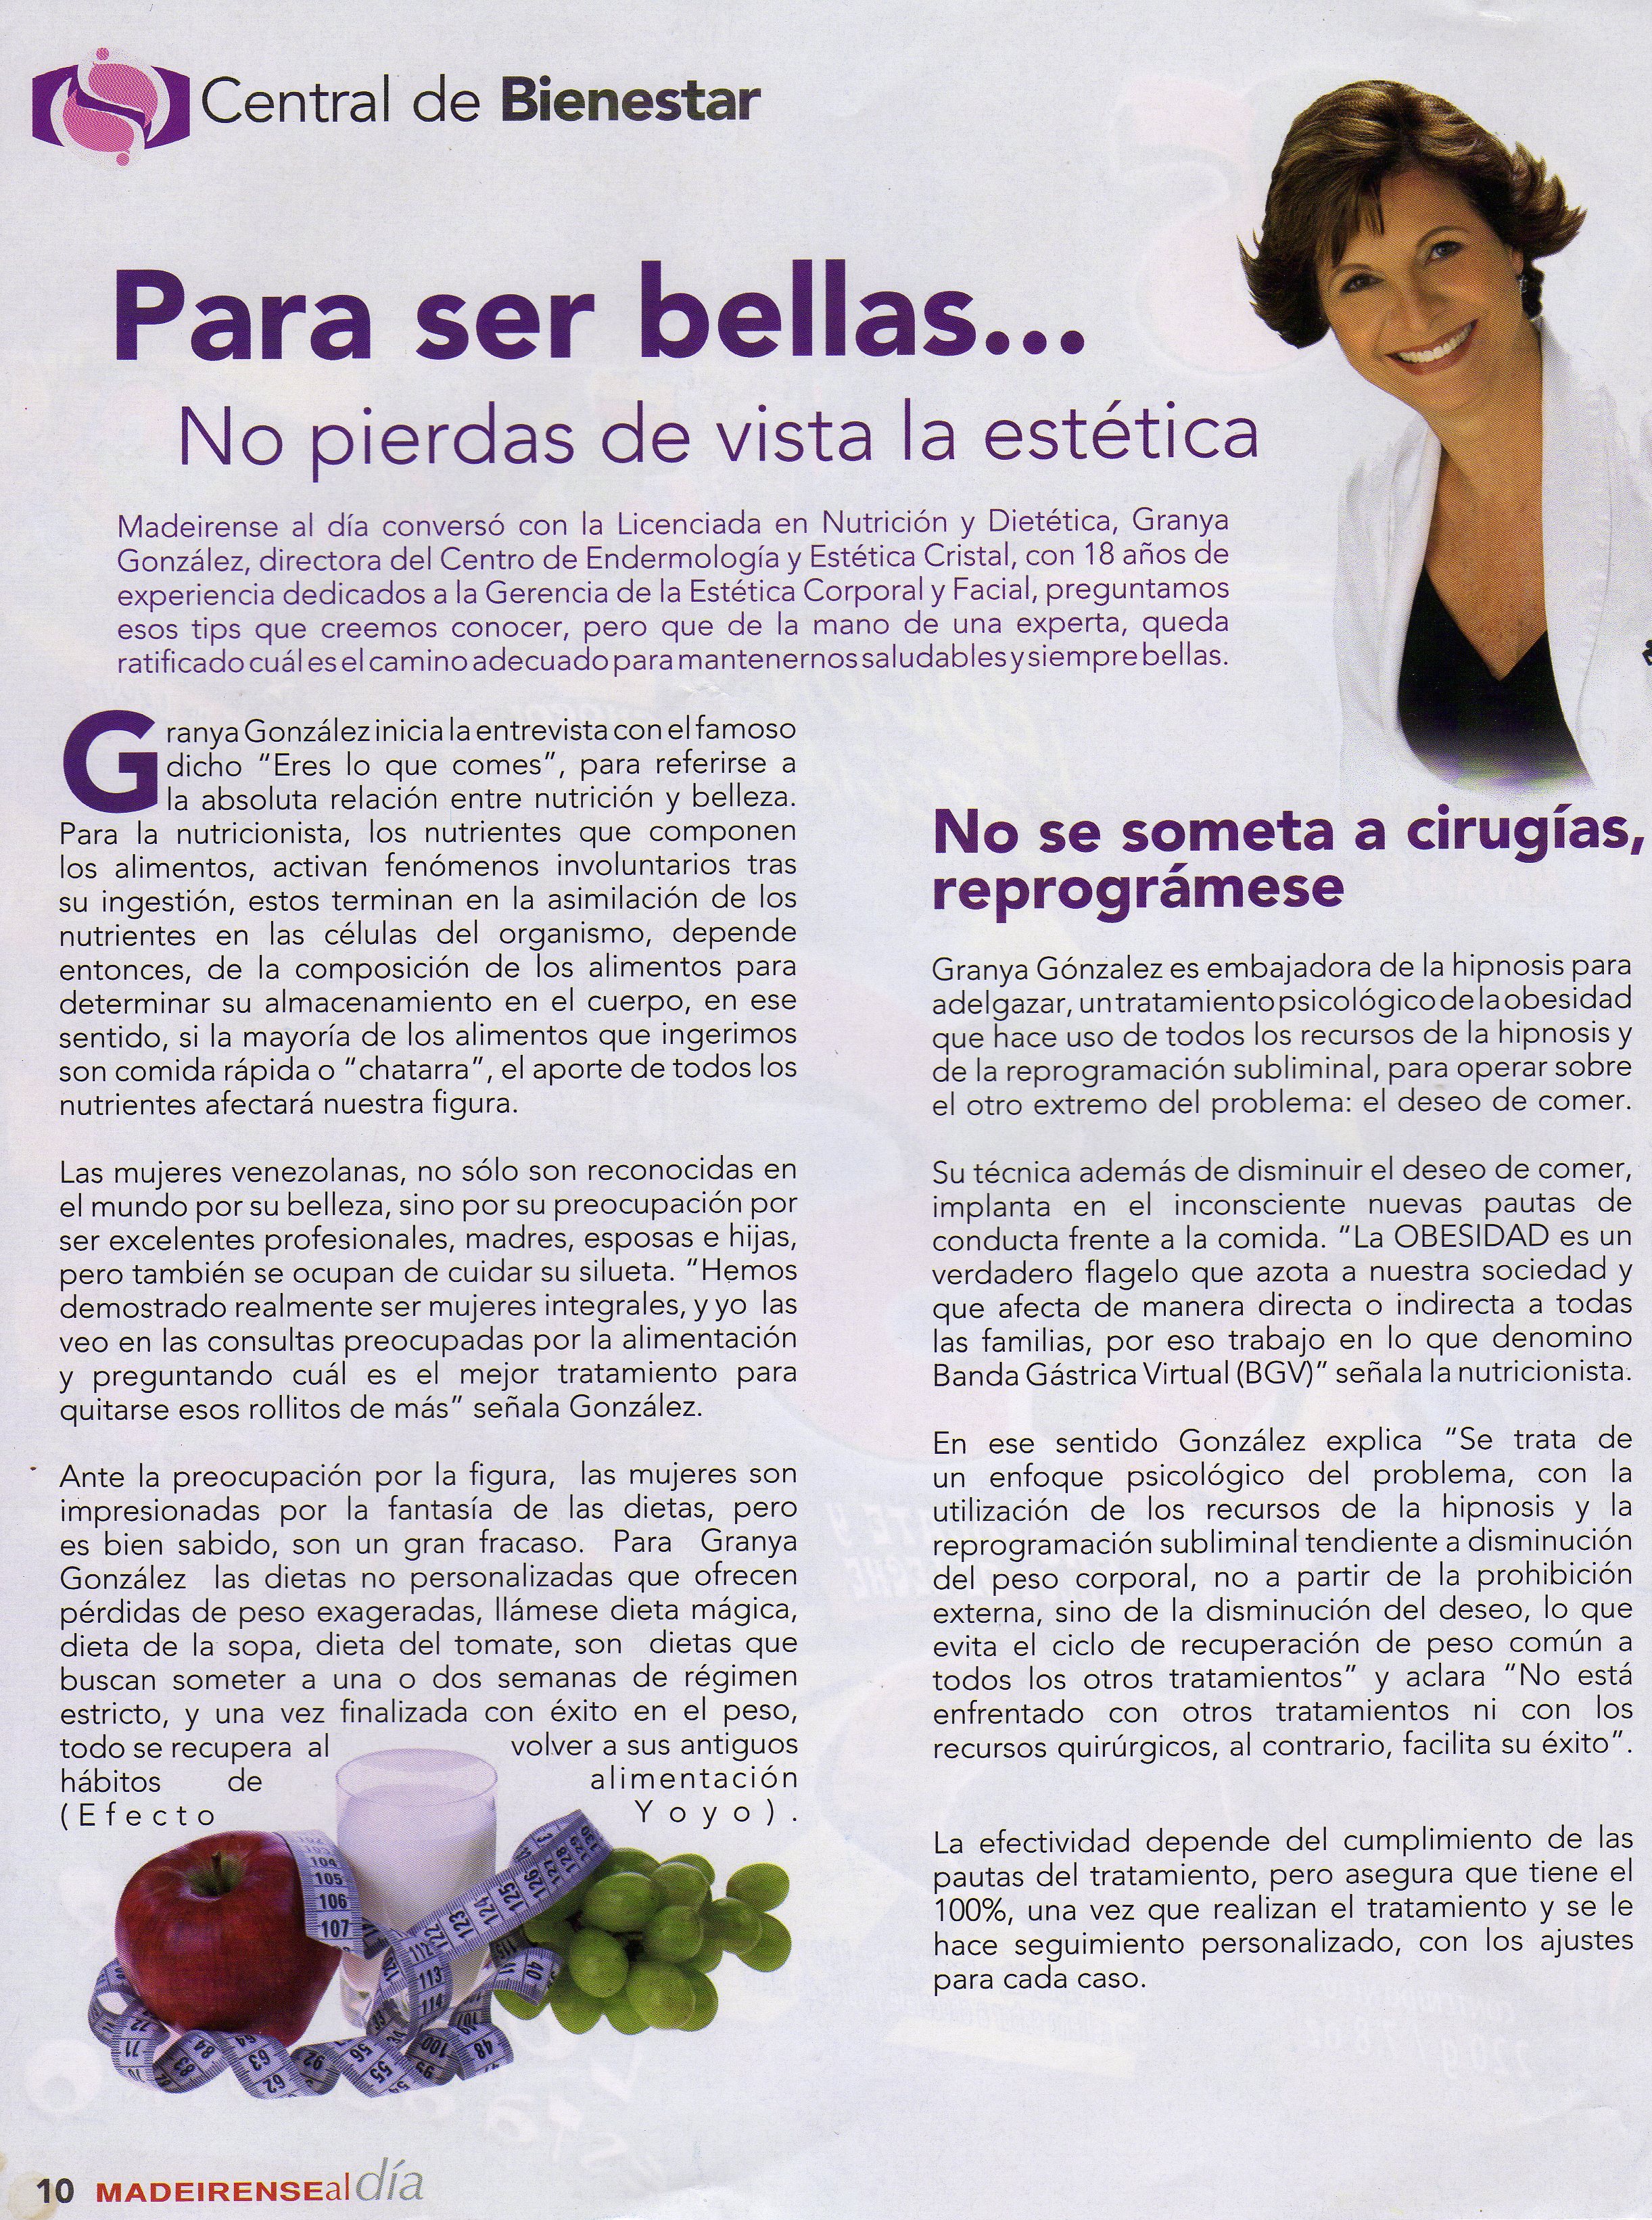 Central de Bienestar
Para ser bellas...
No pierdas de vista la estética
Madeirense al día conversó con la Licenciada en Nutrición y Dietética, Granya
González, directora del Centro de Endermología y Estética Cristal, con 18 años de
experiencia dedicados a la Gerencia de la Estética Corporal y Facial, preguntamos
esos tips que creemos conocer, pero que de la mano de una experta, queda
ratificado cuál es el camino adecuado para mantenernos saludables y siempre bellas.
Granya González inicia la entrevista con el famoso
dicho "Eres lo que comes", para referirse a
la absoluta relación entre nutrición y belleza.
Para la nutricionista, los nutrientes que componen
los alimentos, activan fenómenos involuntarios tras
su ingestión, estos terminan en la asimilación de los
nutrientes en las células del organismo, depende
entonces, de la composición de los alimentos para
determinar su almacenamiento en el cuerpo, en ese
sentido, si la mayoría de los alimentos que ingerimos
son comida rápida o "chatarra", el aporte de todos los
nutrientes afectará nuestra figura.
Las mujeres venezolanas, no sólo son reconocidas en
el mundo por su belleza, sino por su preocupación por
ser excelentes profesionales, madres, esposas e hijas,
pero también se ocupan de cuidar su silueta. "Hemos
demostrado realmente ser mujeres integrales, y yo las
veo en las consultas preocupadas por la alimentación
y preguntando cuál es el mejor tratamiento para
quitarse esos rollitos de más" señala González.
Ante la preocupación por la figura, las mujeres son
impresionadas por la fantasía de las dietas, pero
es bien sabido, son un gran fracaso. Para Granya
González las dietas no personalizadas que ofrecen
pérdidas de peso exageradas, llámese dieta mágica,
dieta de la sopa, dieta del tomate, son dietas que
buscan someter a una o dos semanas de régimen
estricto, y una vez finalizada con éxito en el peso,
todo se recupera al volver a sus antiguos
hábitos de alimentación
(Efecto Yoyo).
No se someta a cirugías,
reprográmese
Granya Gónzalez es embajadora de la hipnosis para
adelgazar, un tratamiento psicológico de la obesidad
que hace uso de todos los recursos de la hipnosis y
de la reprogramación subliminal, para operar sobre
el otro extremo del problema: el deseo de comer.
Su técnica además de disminuir el deseo de comer,
implanta en el inconsciente nuevas pautas de
conducta frente a la comida. "La OBESIDAD es un
verdadero flagelo que azota a nuestra sociedad y
que afecta de manera directa o indirecta a todas
las familias, por eso trabajo en lo que denomino
Banda Gástrica Virtual (BGV)" señala la nutricionista.
En ese sentido González explica "Se trata de
un enfoque psicológico del problema, con la
utilización de los recursos de la hipnosis y la
reprogramación subliminal tendiente a disminución
del peso corporal, no a partir de la prohibición
externa, sino de la disminución del deseo, lo que
evita el ciclo de recuperación de peso común a
todos los otros tratamientos" y aclara "No está
enfrentado con otros tratamientos ni con los
recursos quirúrgicos, al contrario, facilita su éxito".
La efectividad depende del cumplimiento de las
pautas del tratamiento, pero asegura que tiene el
100%, una vez que realizan el tratamiento y se le
hace seguimiento personalizado, con los ajustes
para cada caso.
104
105
106
107
112
113
114
122
123
124
125
126
127
128
129
130
10 MADEIRENSEal día